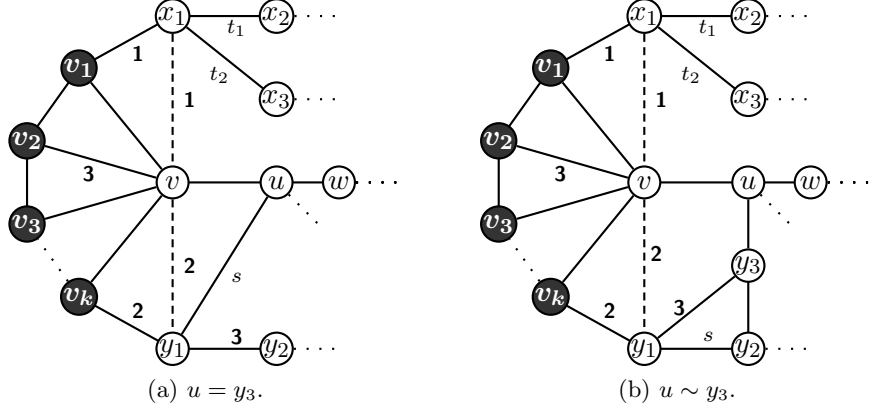 x₁ x₂ · · · ·
t₁
1
t₂
v₁
1
x₃ · · · ·
v₂
3
v u w · · · ·
v₃
2
s
vₖ
2
3
y₁ y₂ · · · ·
(a) u = y₃.
x₁ x₂ · · · ·
t₁
1
t₂
v₁
1
x₃ · · · ·
v₂
3
v u w · · · ·
v₃
2
y₃
vₖ
2
3
s
y₁ y₂ · · · ·
(b) u ∼ y₃.